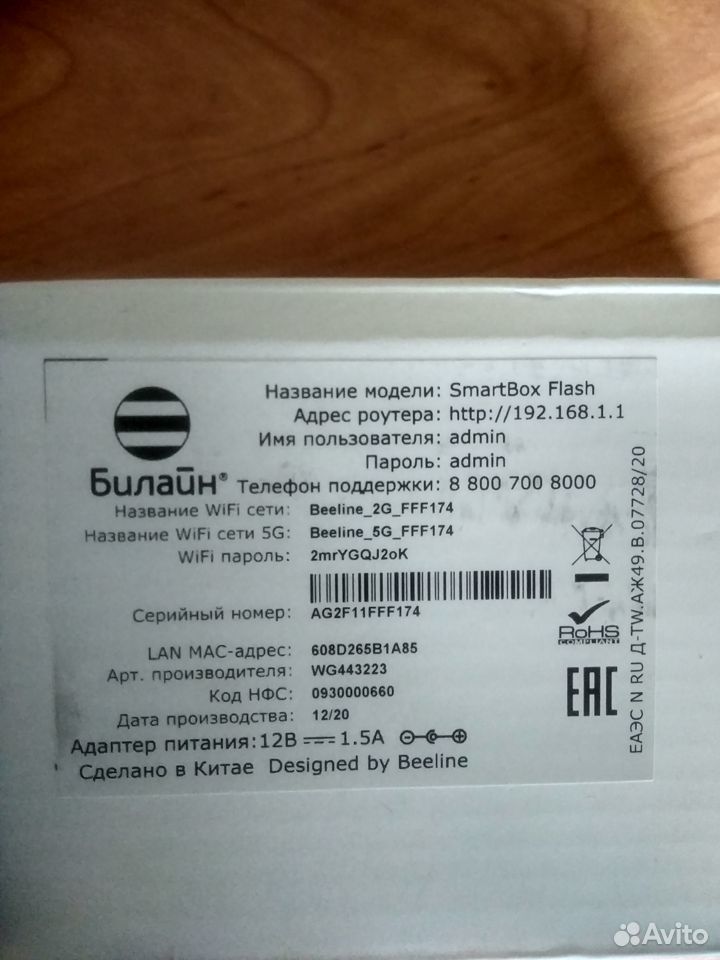 Название модели: SmartBox Flash
Адрес роутера: http://192.168.1.1
Имя пользователя: admin
Пароль: admin
Билайн® Телефон поддержки: 8 800 700 8000
Название WiFi сети: Beeline_2G_FFF174
Название WiFi сети 5G: Beeline_5G_FFF174
WiFi пароль: 2mrYGQJ2oK
Серийный номер: AG2F11FFF174
LAN MAC-адрес: 608D265B1A85
Арт. производителя: WG443223
Код НФС: 0930000660
Дата производства: 12/20
Адаптер питания: 12В 1.5А
Сделано в Китае Designed by Beeline
RoHS
COMPLIANT
EAC
ЕАЭС N RU Д-TW.АЖ49.В.07728/20
Avito